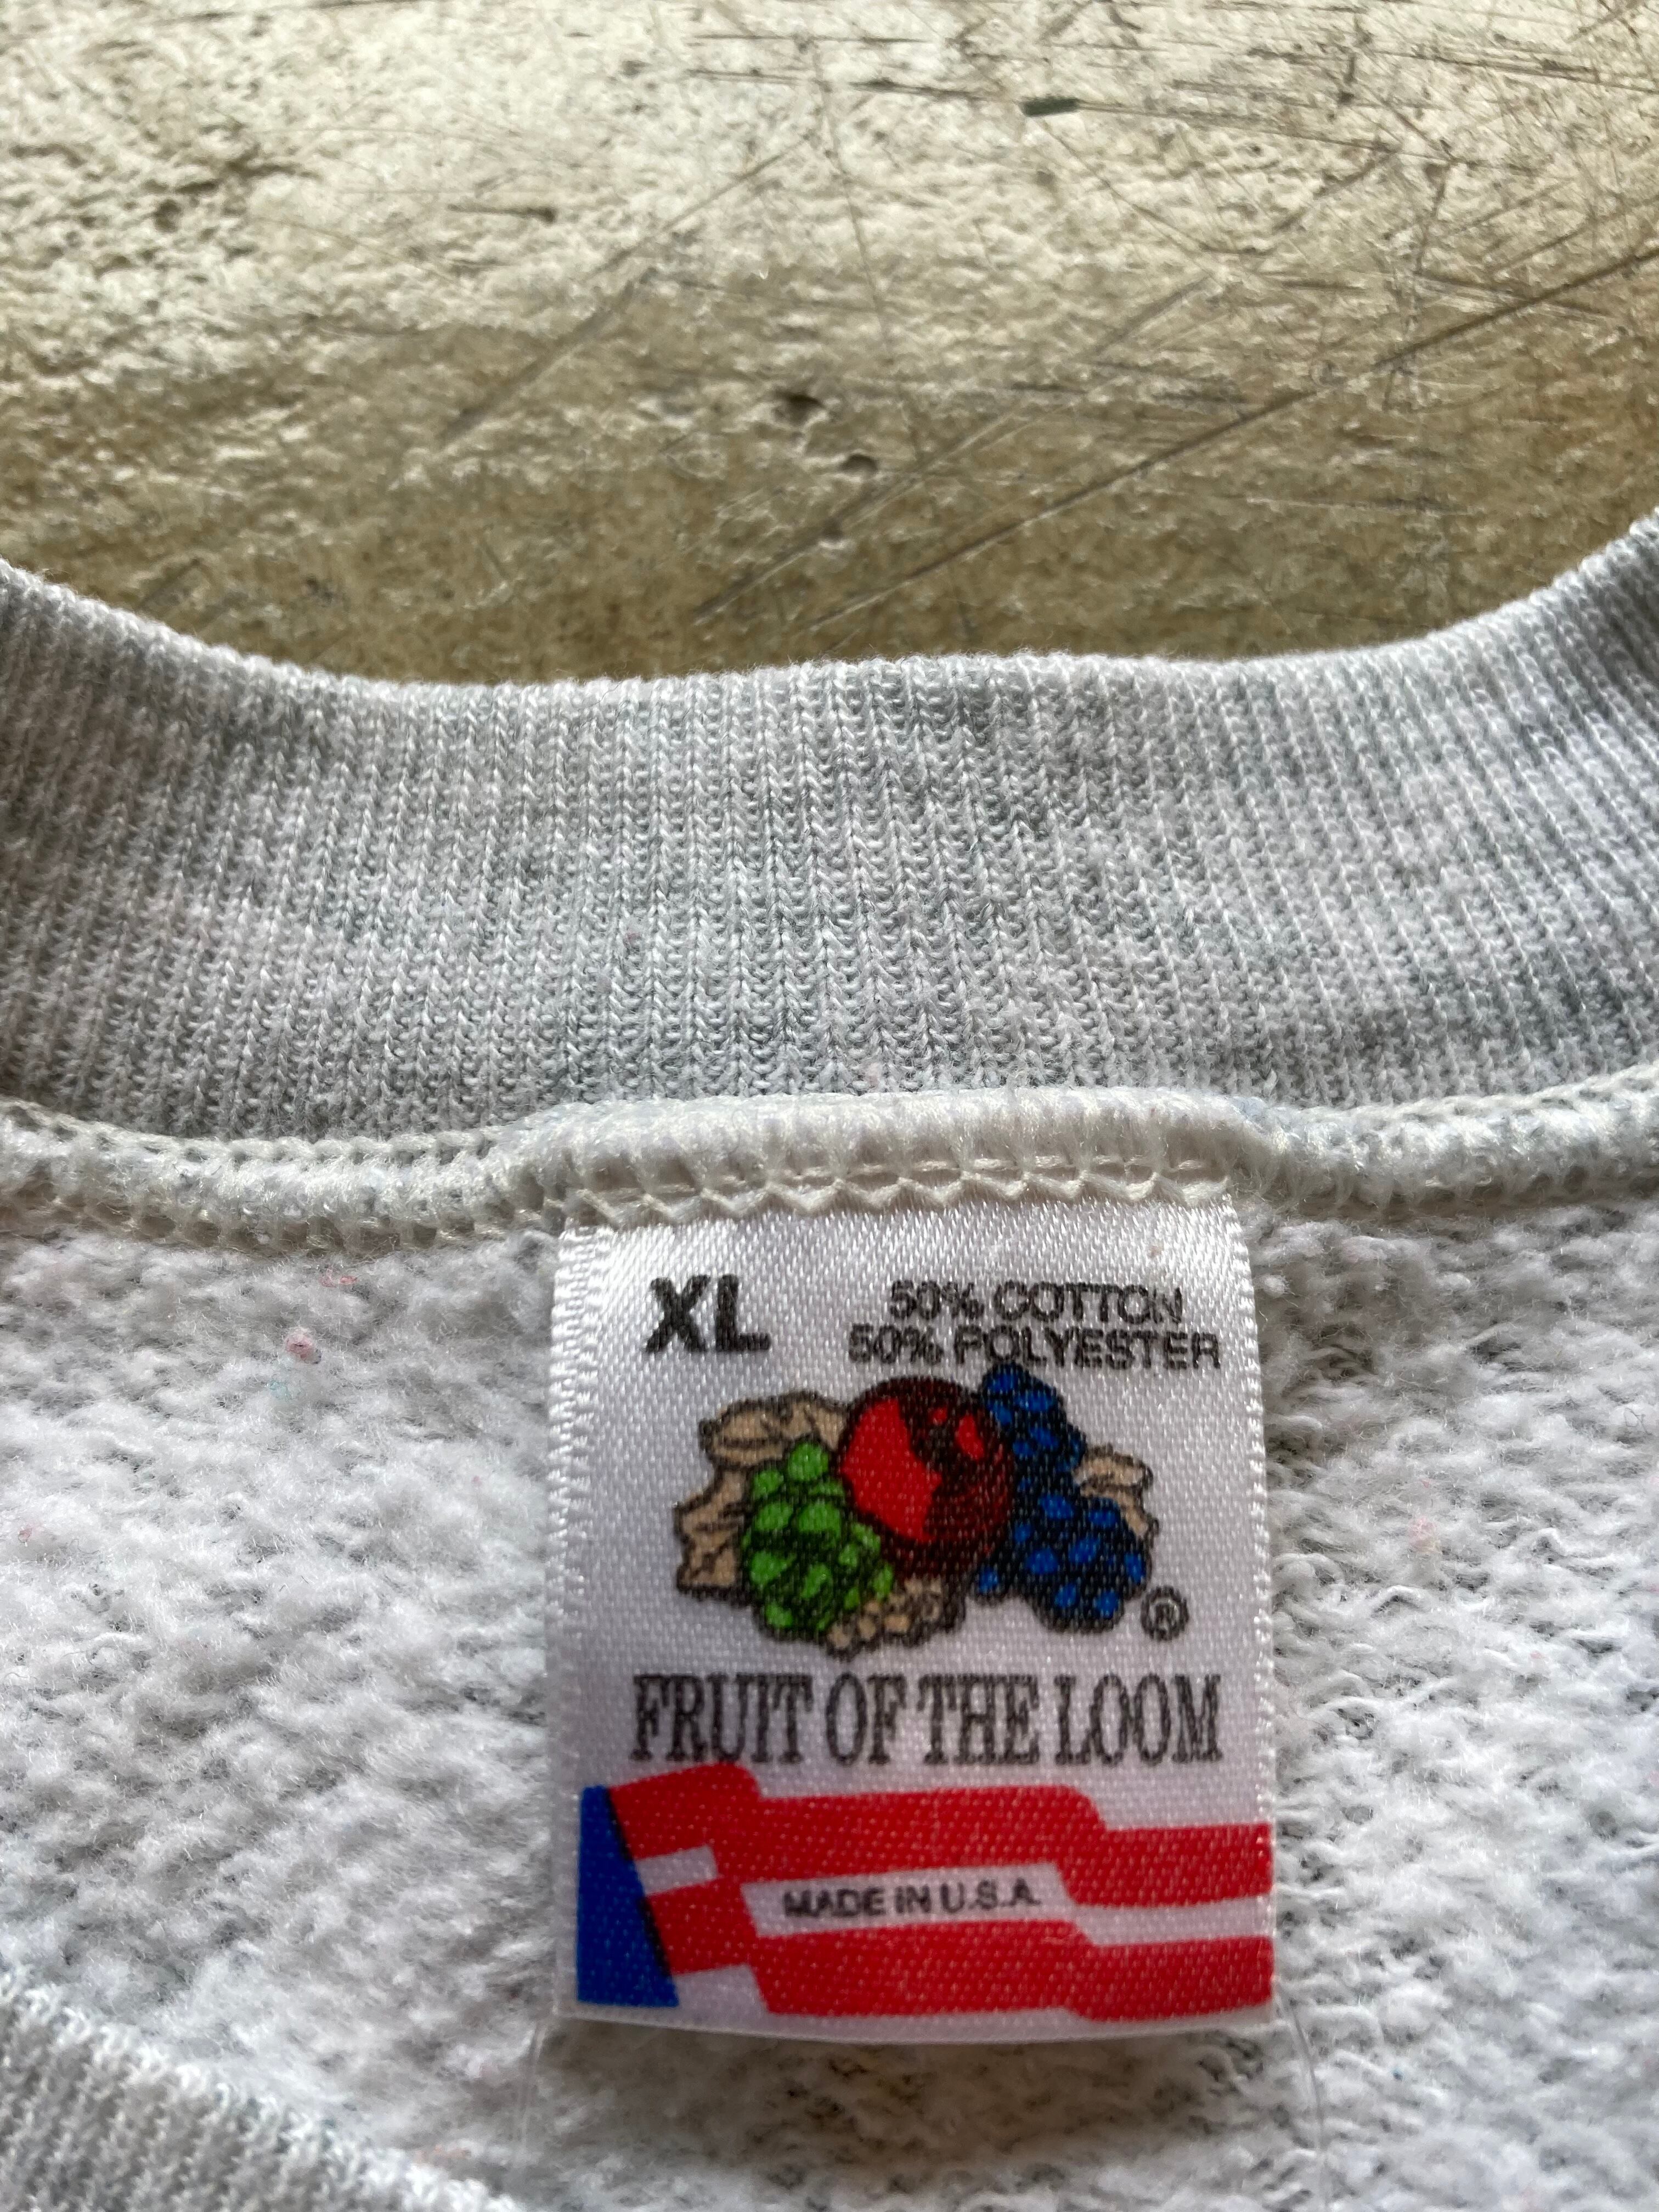 XL
50% COTTON
50% POLYESTER
®
FRUIT OF THE LOOM
MADE IN U.S.A.